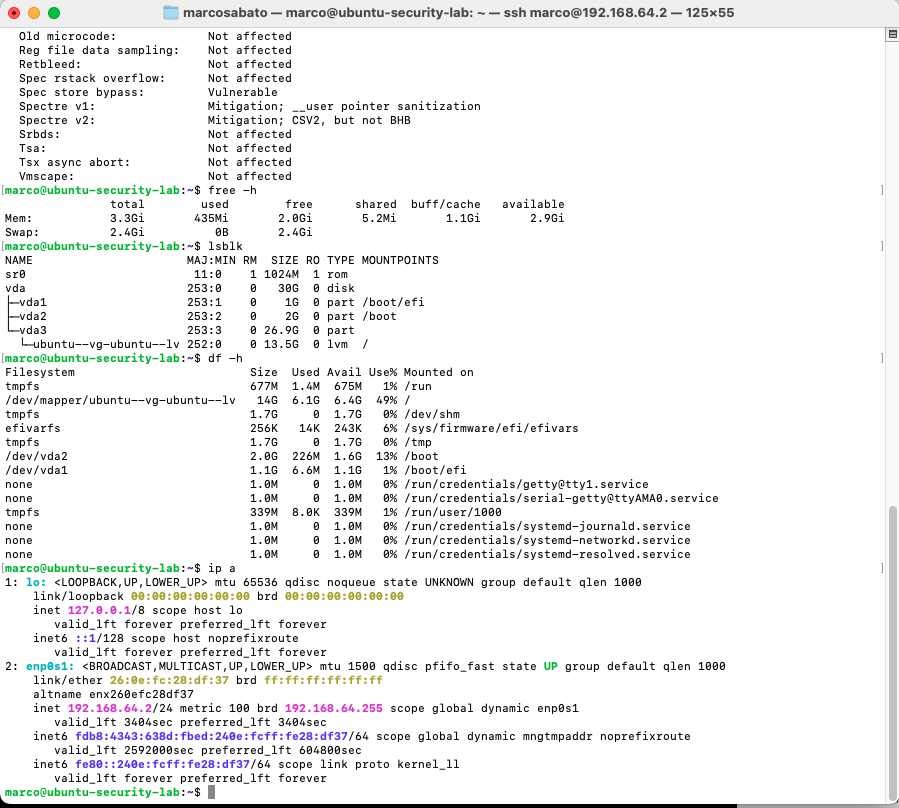 marcosabato — marco@ubuntu-security-lab: ~ — ssh marco@192.168.64.2 — 125×55
  Old microcode:             Not affected
  Reg file data sampling:    Not affected
  Retbleed:                  Not affected
  Spec rstack overflow:      Not affected
  Spec store bypass:         Vulnerable
  Spectre v1:                Mitigation; __user pointer sanitization
  Spectre v2:                Mitigation; CSV2, but not BHB
  Srbds:                     Not affected
  Tsa:                       Not affected
  Tsx async abort:           Not affected
  Vmscape:                   Not affected
[marco@ubuntu-security-lab:~$ free -h ]
               total        used        free      shared  buff/cache   available
Mem:           3.3Gi       435Mi       2.0Gi       5.2Mi       1.1Gi       2.9Gi
Swap:          2.4Gi          0B       2.4Gi
[marco@ubuntu-security-lab:~$ lsblk ]
NAME                      MAJ:MIN RM  SIZE RO TYPE MOUNTPOINTS
sr0                        11:0    1 1024M  1 rom
vda                       253:0    0   30G  0 disk
├─vda1                    253:1    0    1G  0 part /boot/efi
├─vda2                    253:2    0    2G  0 part /boot
└─vda3                    253:3    0 26.9G  0 part
  └─ubuntu--vg-ubuntu--lv 252:0    0 13.5G  0 lvm  /
[marco@ubuntu-security-lab:~$ df -h ]
Filesystem                         Size  Used Avail Use% Mounted on
tmpfs                              677M  1.4M  675M   1% /run
/dev/mapper/ubuntu--vg-ubuntu--lv   14G  6.1G  6.4G  49% /
tmpfs                              1.7G     0  1.7G   0% /dev/shm
efivarfs                           256K   14K  243K   6% /sys/firmware/efi/efivars
tmpfs                              1.7G     0  1.7G   0% /tmp
/dev/vda2                          2.0G  226M  1.6G  13% /boot
/dev/vda1                          1.1G  6.6M  1.1G   1% /boot/efi
none                               1.0M     0  1.0M   0% /run/credentials/getty@tty1.service
none                               1.0M     0  1.0M   0% /run/credentials/serial-getty@ttyAMA0.service
tmpfs                              339M  8.0K  339M   1% /run/user/1000
none                               1.0M     0  1.0M   0% /run/credentials/systemd-journald.service
none                               1.0M     0  1.0M   0% /run/credentials/systemd-networkd.service
none                               1.0M     0  1.0M   0% /run/credentials/systemd-resolved.service
[marco@ubuntu-security-lab:~$ ip a ]
1: lo: <LOOPBACK,UP,LOWER_UP> mtu 65536 qdisc noqueue state UNKNOWN group default qlen 1000
    link/loopback 00:00:00:00:00:00 brd 00:00:00:00:00:00
    inet 127.0.0.1/8 scope host lo
       valid_lft forever preferred_lft forever
    inet6 ::1/128 scope host noprefixroute
       valid_lft forever preferred_lft forever
2: enp0s1: <BROADCAST,MULTICAST,UP,LOWER_UP> mtu 1500 qdisc pfifo_fast state UP group default qlen 1000
    link/ether 26:0e:fc:28:df:37 brd ff:ff:ff:ff:ff:ff
    altname enx260efc28df37
    inet 192.168.64.2/24 metric 100 brd 192.168.64.255 scope global dynamic enp0s1
       valid_lft 3404sec preferred_lft 3404sec
    inet6 fdb8:4343:638d:fbed:240e:fcff:fe28:df37/64 scope global dynamic mngtmpaddr noprefixroute
       valid_lft 2592000sec preferred_lft 604800sec
    inet6 fe80::240e:fcff:fe28:df37/64 scope link proto kernel_ll
       valid_lft forever preferred_lft forever
marco@ubuntu-security-lab:~$